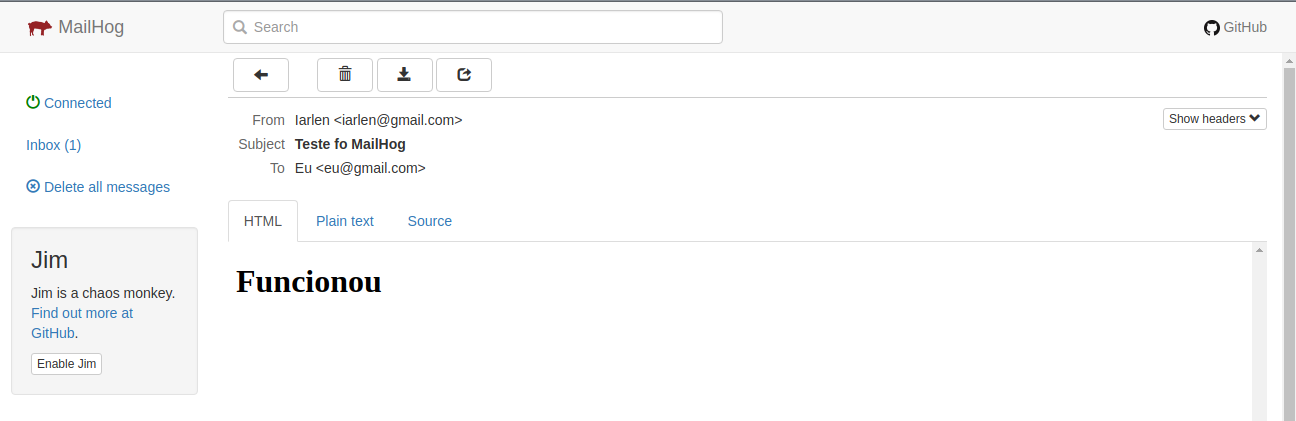 MailHog
Search
GitHub
Connected
Inbox (1)
Delete all messages
Jim
Jim is a chaos monkey.
Find out more at
GitHub.
Enable Jim
From Iarlen <iarlen@gmail.com>
Show headers
Subject Teste fo MailHog
To Eu <eu@gmail.com>
HTML Plain text Source
Funcionou